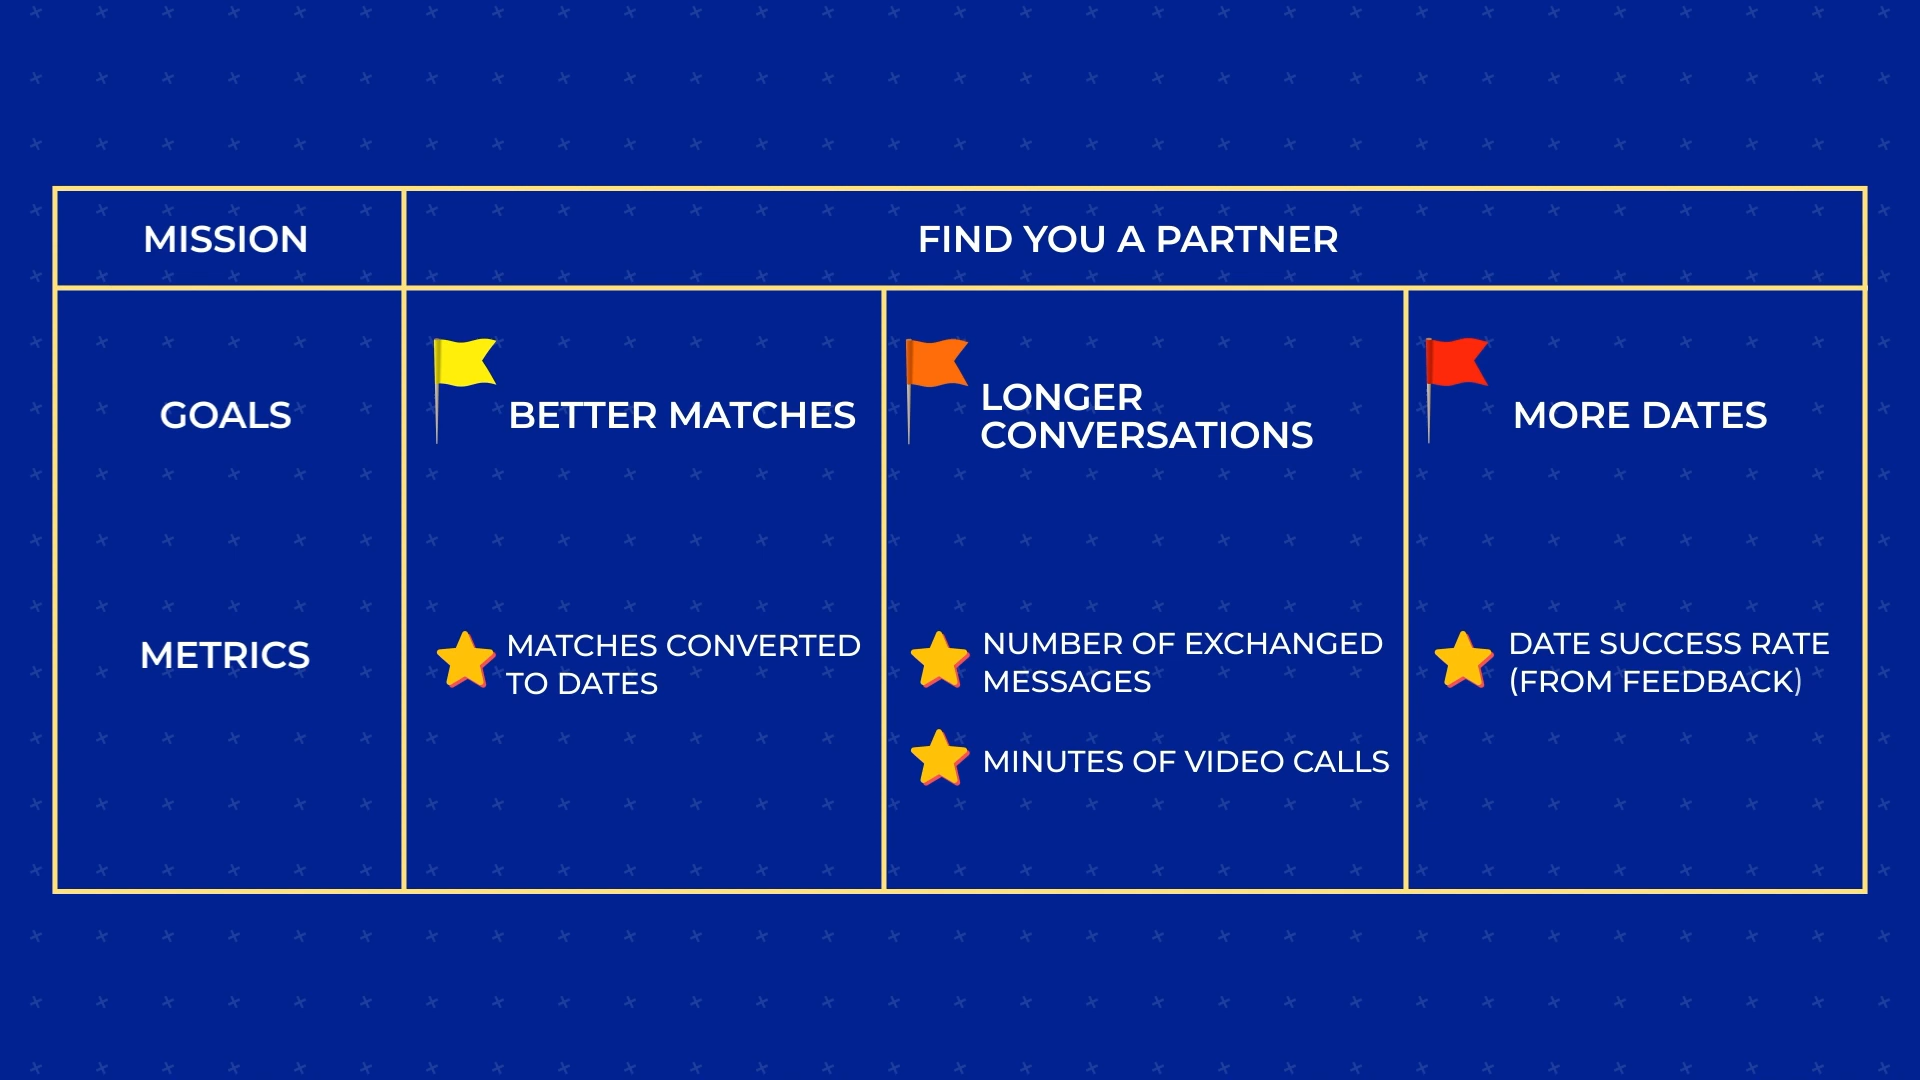 MISSION
FIND YOU A PARTNER
GOALS
BETTER MATCHES
LONGER
CONVERSATIONS
MORE DATES
METRICS
MATCHES CONVERTED
TO DATES
NUMBER OF EXCHANGED
MESSAGES
MINUTES OF VIDEO CALLS
DATE SUCCESS RATE
(FROM FEEDBACK)